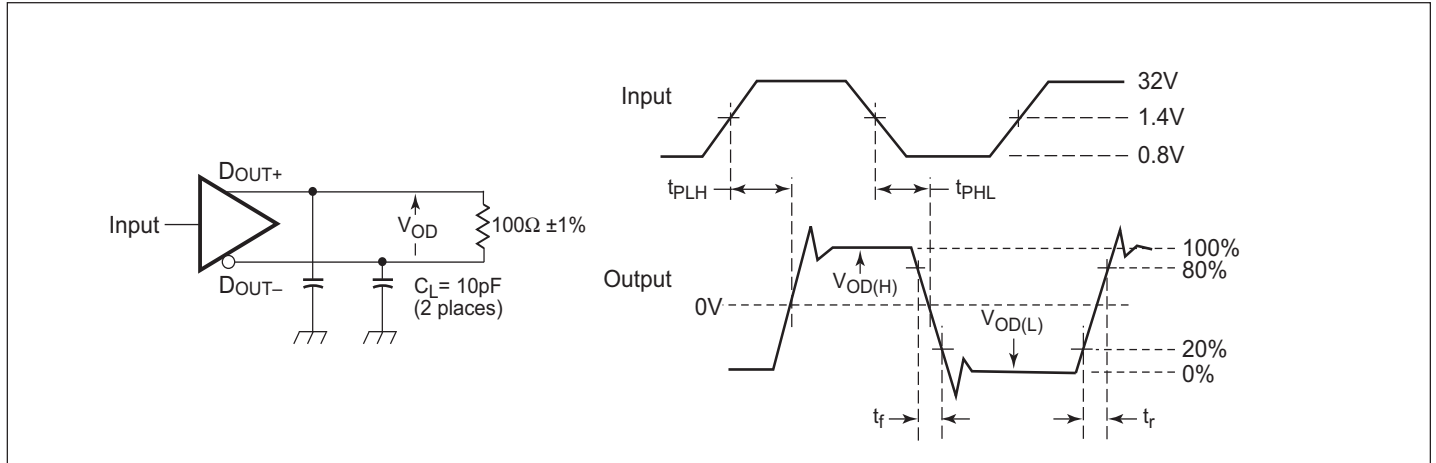 Input
DOUT+
DOUT–
VOD
100Ω ±1%
CL= 10pF
(2 places)
Input
32V
1.4V
0.8V
tPLH
tPHL
Output
0V
VOD(H)
VOD(L)
100%
80%
20%
0%
tf
tr